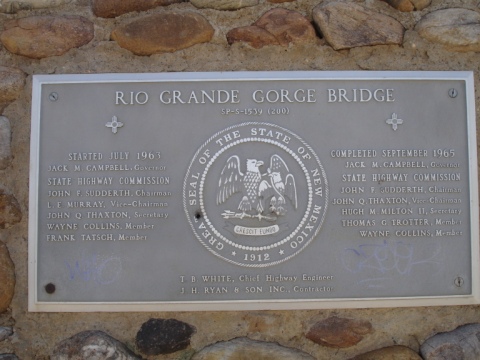 RIO GRANDE GORGE BRIDGE
SP-A-1539 (200)
STARTED JULY 1963
JACK M. CAMPBELL, Governor
STATE HIGHWAY COMMISSION
JOHN F. SUDDERTH, Chairman
L. E. MURRAY, Vice-Chairman
JOHN Q. THAXTON, Secretary
WAYNE COLLINS, Member
FRANK TATSCH, Member
GREAT SEAL OF THE STATE OF NEW MEXICO
CRESCIT EUNDO
1912
COMPLETED SEPTEMBER 1965
JACK M. CAMPBELL, Governor
STATE HIGHWAY COMMISSION
JOHN F. SUDDERTH, Chairman
JOHN Q. THAXTON, Vice-Chairman
HUGH M. MILTON II, Secretary
THOMAS G. TROTTER, Member
WAYNE COLLINS, Member
T. B. WHITE, Chief Highway Engineer
J. H. RYAN & SON INC., Contractor